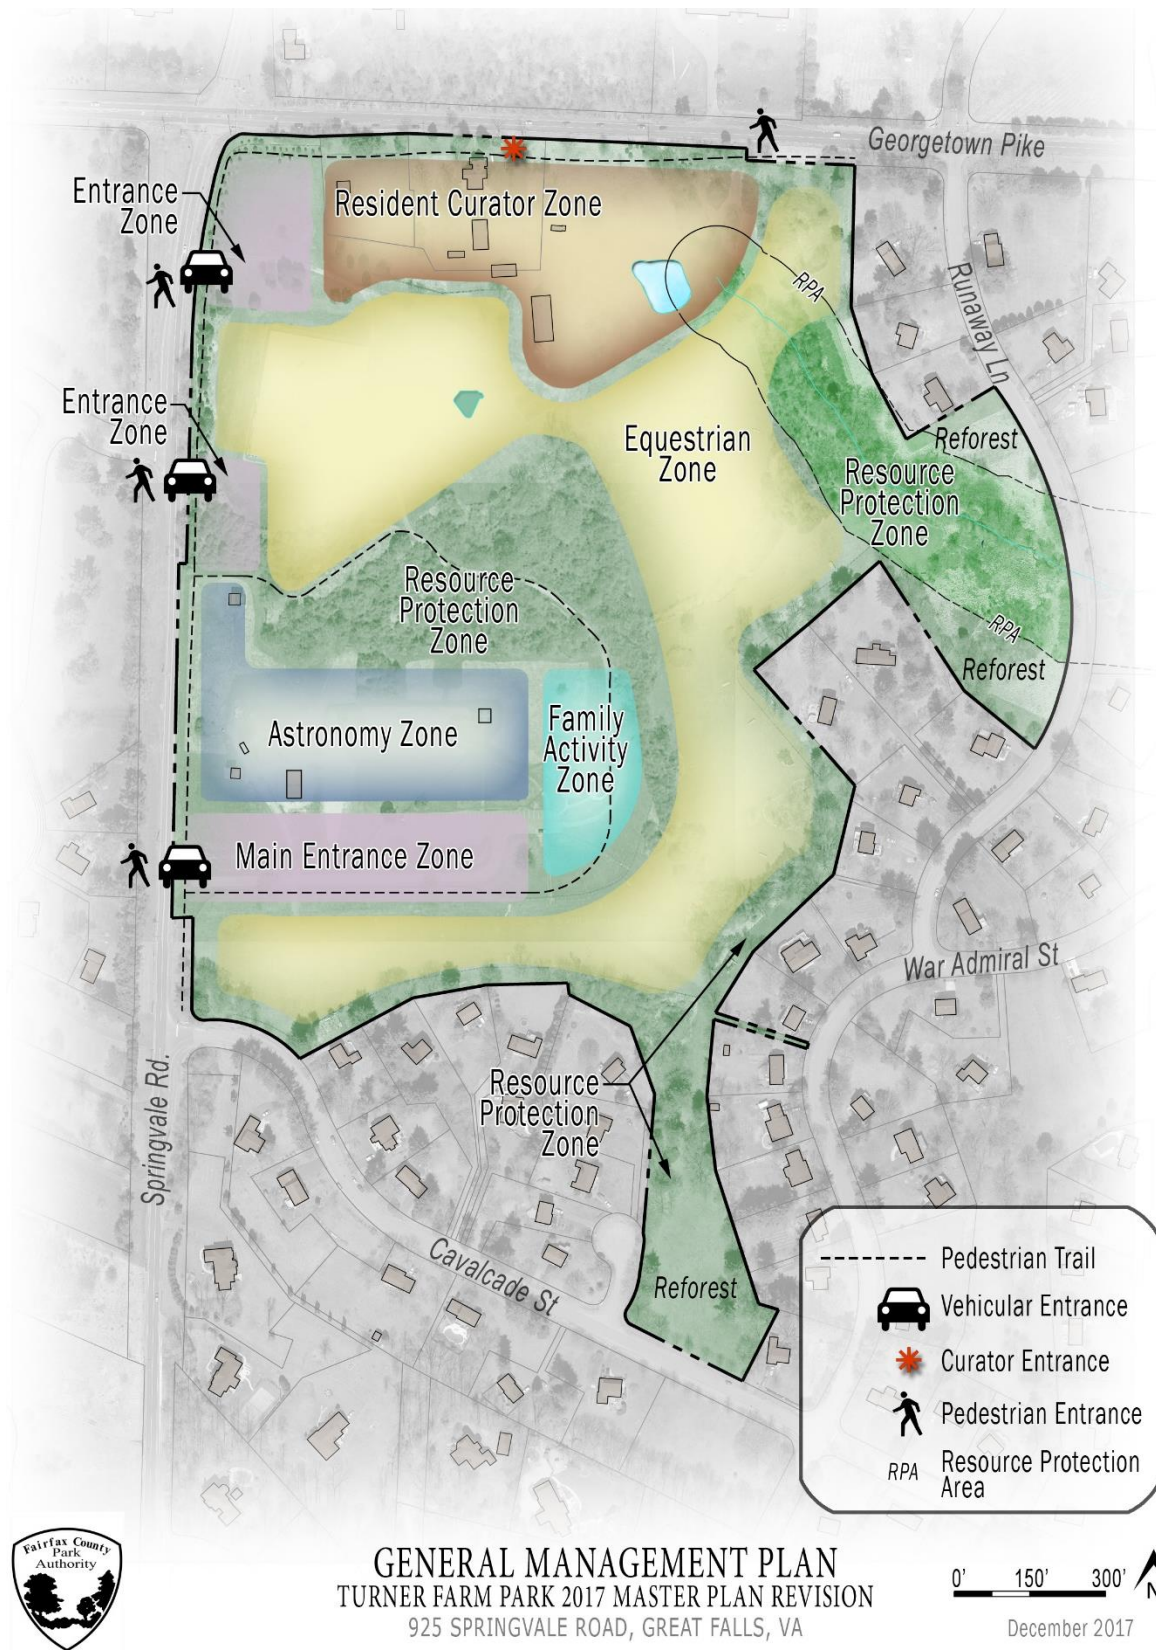 Georgetown Pike
Entrance
Zone
Resident Curator Zone
RPA
Runaway Ln
Entrance
Zone
Equestrian
Zone
Reforest
Resource
Protection
Zone
Resource
Protection
Zone
RPA
Reforest
Astronomy Zone
Family
Activity
Zone
Main Entrance Zone
War Admiral St
Springvale Rd.
Resource
Protection
Zone
Cavalcade St
Reforest
Pedestrian Trail
Vehicular Entrance
Curator Entrance
Pedestrian Entrance
RPA Resource Protection
Area
Fairfax County
Park
Authority
GENERAL MANAGEMENT PLAN
TURNER FARM PARK 2017 MASTER PLAN REVISION
925 SPRINGVALE ROAD, GREAT FALLS, VA
0' 150' 300'
N
December 2017